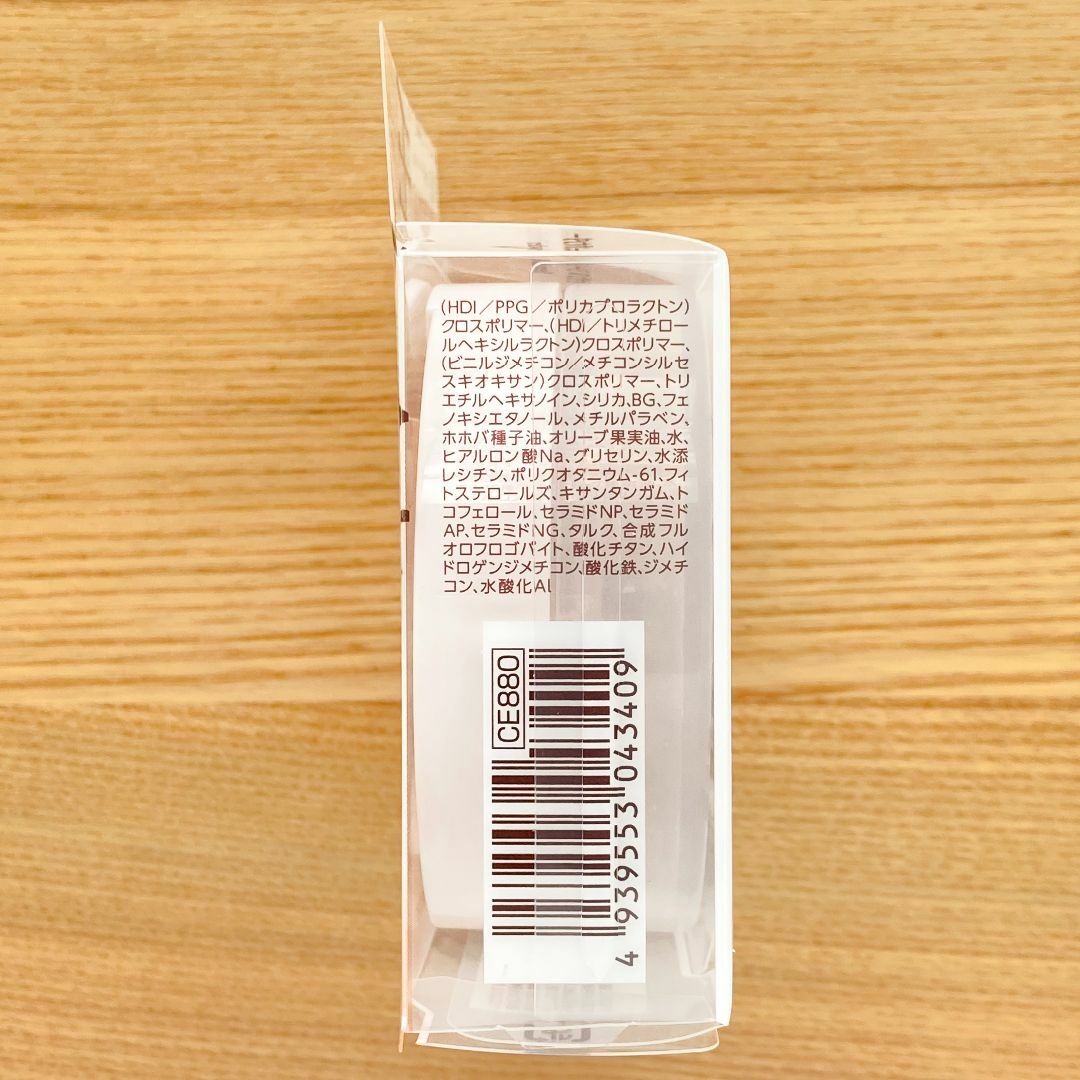 (HDI／PPG／ポリカプロラクトン)
クロスポリマー、(HDI／トリメチロー
ルヘキシルラクトン)クロスポリマー、
(ビニルジメチコン／メチコンシルセ
スキオキサン)クロスポリマー、トリ
エチルヘキサノイン、シリカ、BG、フェ
ノキシエタノール、メチルパラベン、
ホホバ種子油、オリーブ果実油、水、
ヒアルロン酸Na、グリセリン、水添
レシチン、ポリクオタニウム-61、フィ
トステロールズ、キサンタンガム、ト
コフェロール、セラミドNP、セラミド
AP、セラミドNG、タルク、合成フル
オロフロゴパイト、酸化チタン、ハイ
ドロゲンジメチコン、酸化鉄、ジメチ
コン、水酸化Al
CE880
4 939553 043409